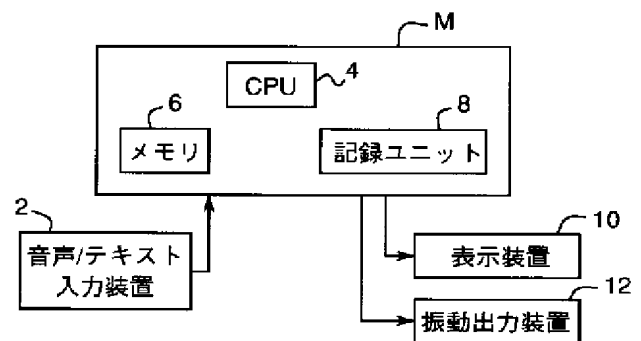 M
CPU
4
6
メモリ
8
記録ユニット
2
音声/テキスト
入力装置
10
表示装置
12
振動出力装置